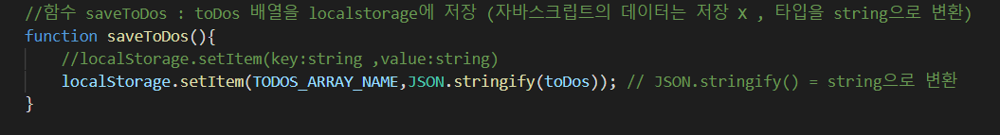 //함수 saveToDos : toDos 배열을 localstorage에 저장 (자바스크립트의 데이터는 저장 X , 타입을 string으로 변환)
function saveToDos(){
//localStorage.setItem(key:string ,value:string)
localStorage.setItem(TODOS_ARRAY_NAME,JSON.stringify(toDos)); // JSON.stringify() = string으로 변환
}